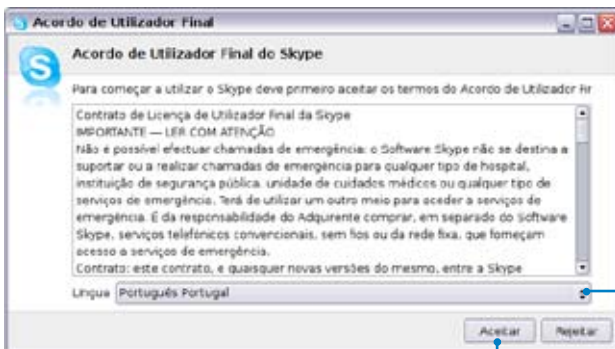 Acordo de Utilizador Final
Acordo de Utilizador Final do Skype
Para começar a utilizar o Skype deve primeiro aceitar os termos do Acordo de Utilizador Fir
Contrato de Licença de Utilizador Final da Skype
IMPORTANTE — LER COM ATENÇÃO
Não é possível efectuar chamadas de emergência: o Software Skype não se destina a
suportar ou a realizar chamadas de emergência para qualquer tipo de hospital,
instituição de segurança pública, unidade de cuidados médicos ou qualquer tipo de
serviços de emergência. Terá de utilizar um outro meio para aceder a serviços de
emergência. É da responsabilidade do Adquirente comprar, em separado do Software
Skype, serviços telefónicos convencionais, sem fios ou da rede fixa, que forneçam
acesso a serviços de emergência.
Contrato: este contrato, e quaisquer novas versões do mesmo, entre a Skype
Língua Português Portugal
Aceitar Rejeitar